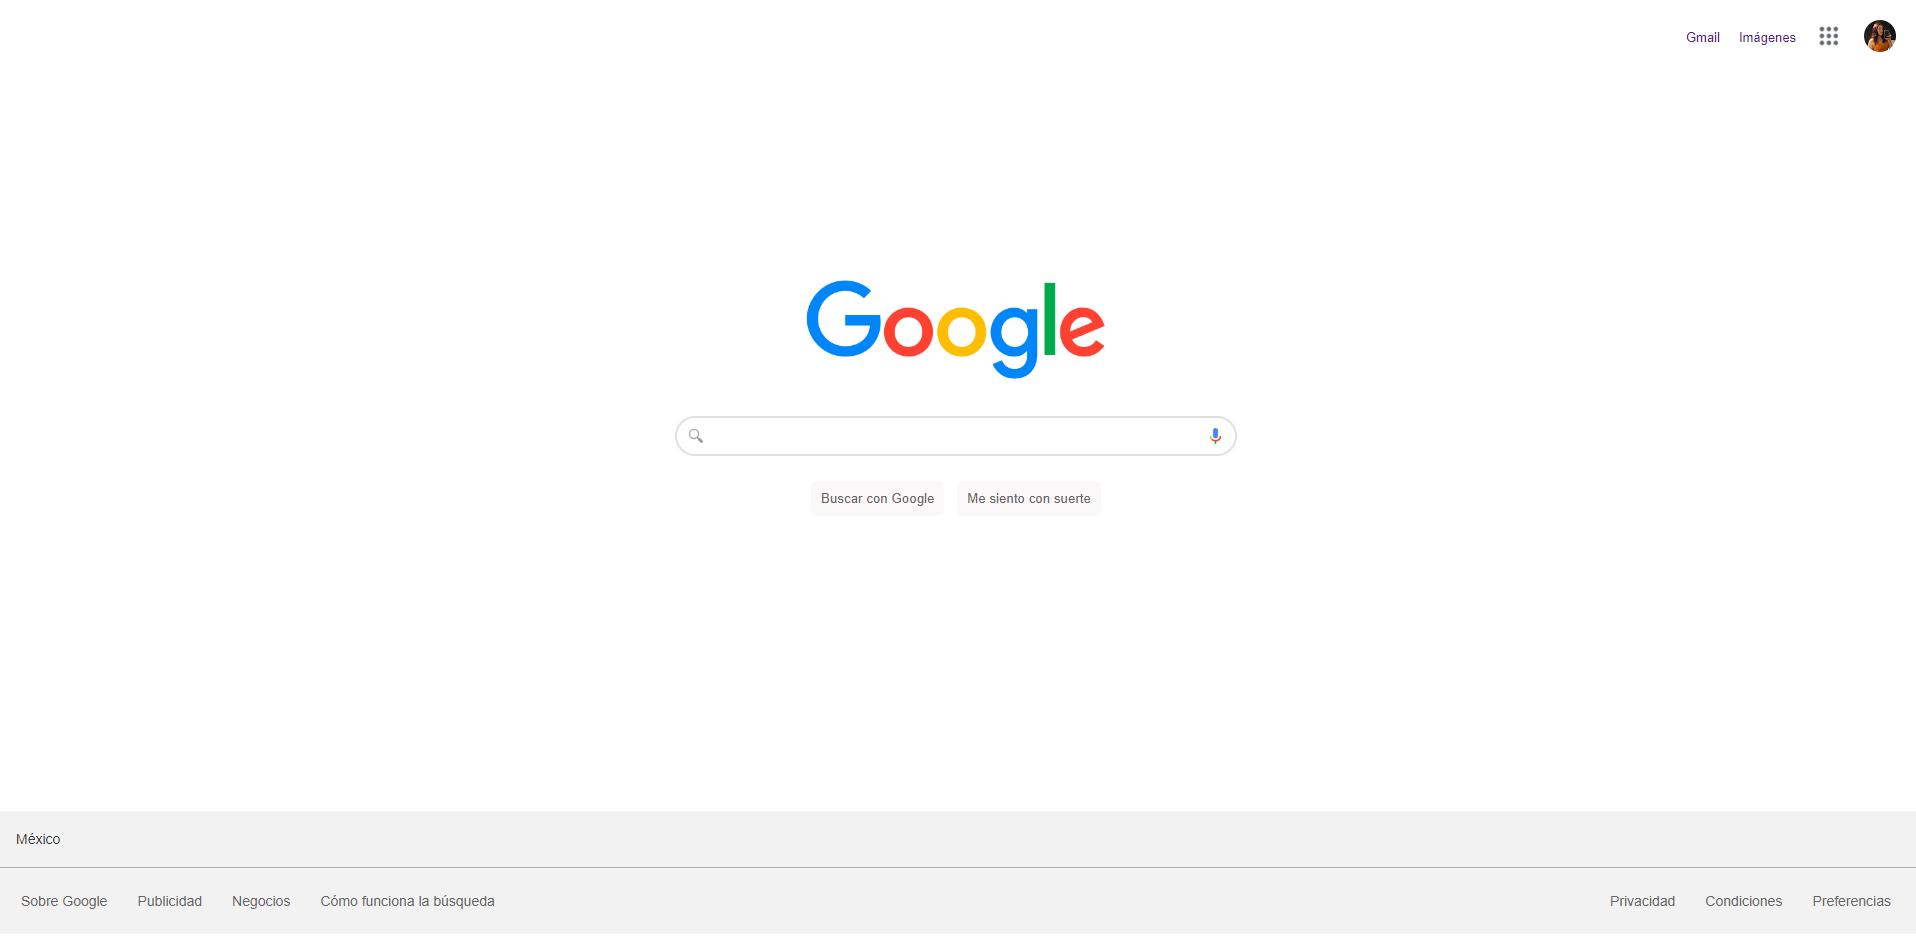 Gmail Imágenes
Google
Buscar con Google Me siento con suerte
México
Sobre Google Publicidad Negocios Cómo funciona la búsqueda Privacidad Condiciones Preferencias